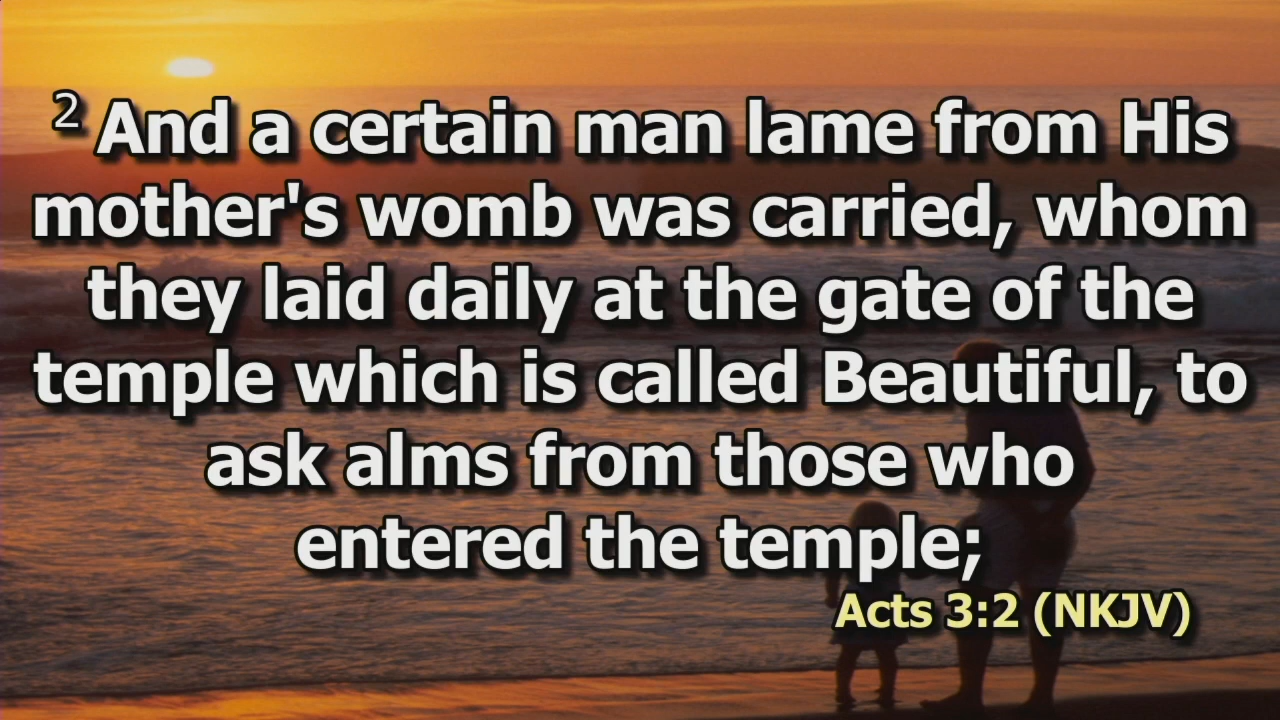 2 And a certain man lame from His
mother's womb was carried, whom
they laid daily at the gate of the
temple which is called Beautiful, to
ask alms from those who
entered the temple;
Acts 3:2 (NKJV)